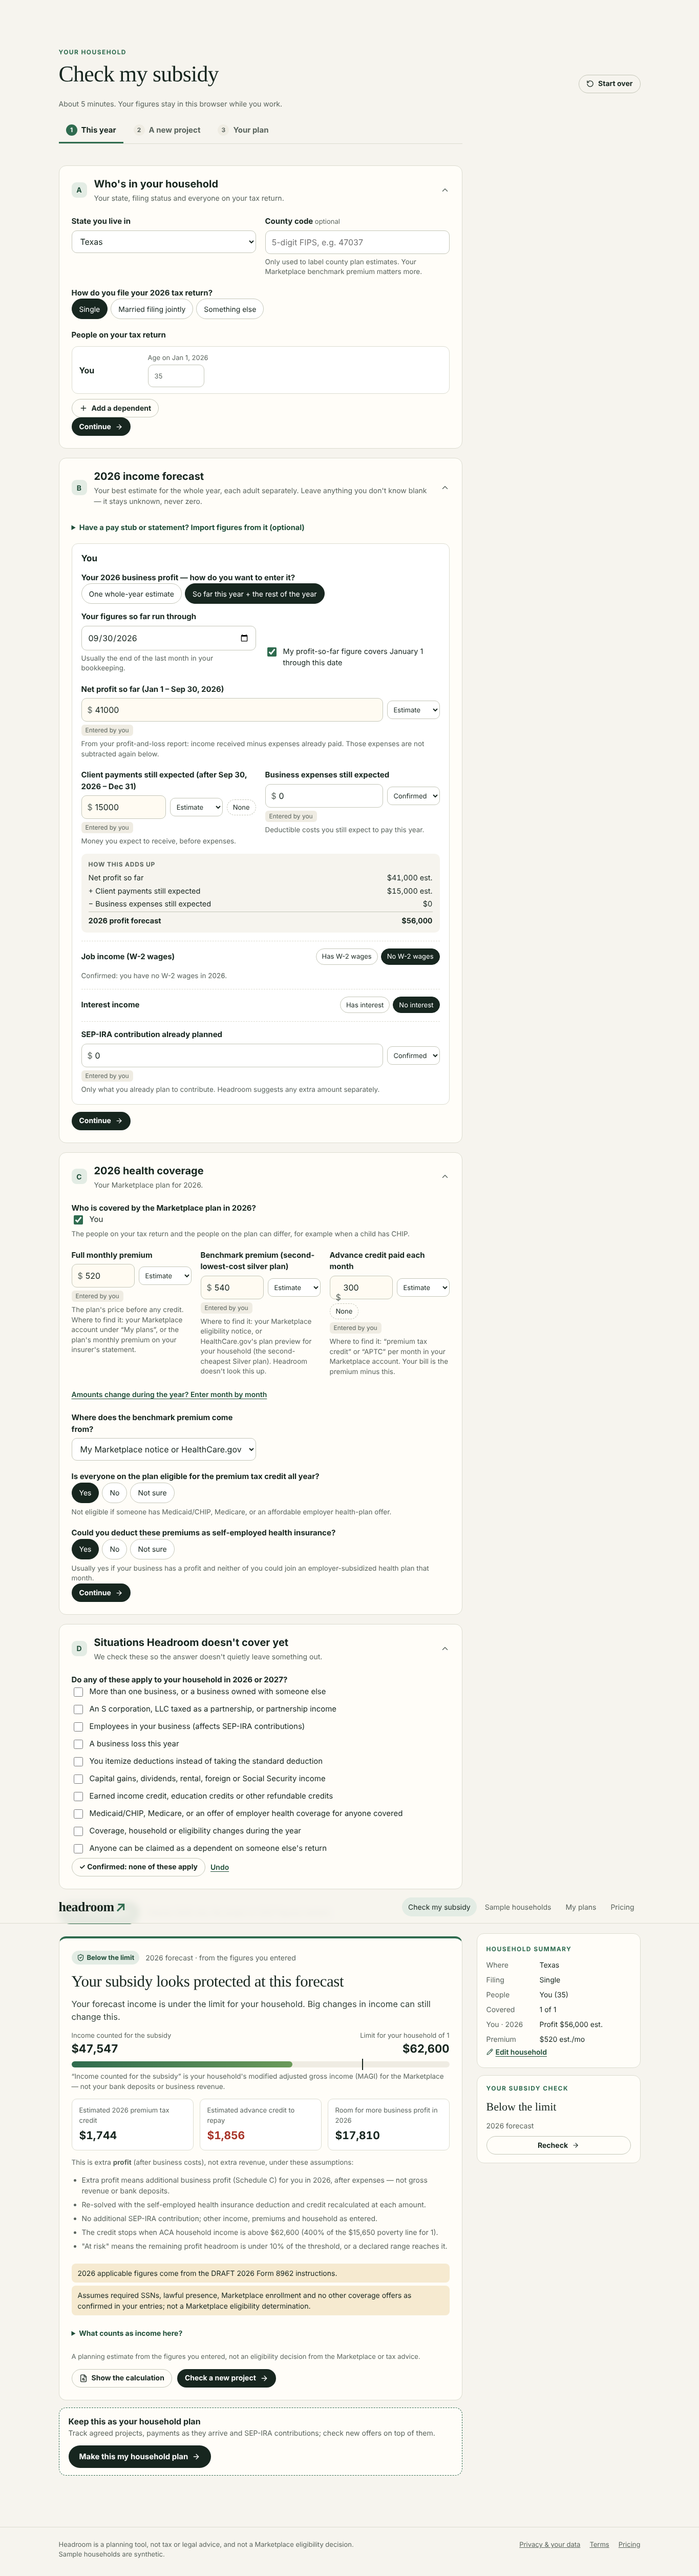 YOUR HOUSEHOLD
Check my subsidy
Start over
About 5 minutes. Your figures stay in this browser while you work.
1 This year
2 A new project
3 Your plan
A
Who's in your household
Your state, filing status and everyone on your tax return.
State you live in
Texas
County code optional
5-digit FIPS, e.g. 47037
Only used to label county plan estimates. Your
Marketplace benchmark premium matters more.
How do you file your 2026 tax return?
Single
Married filing jointly
Something else
People on your tax return
You
Age on Jan 1, 2026
35
+ Add a dependent
Continue →
B
2026 income forecast
Your best estimate for the whole year, each adult separately. Leave anything you don't know blank
— it stays unknown, never zero.
▶ Have a pay stub or statement? Import figures from it (optional)
You
Your 2026 business profit — how do you want to enter it?
One whole-year estimate
So far this year + the rest of the year
Your figures so far run through
09/30/2026
Usually the end of the last month in your
bookkeeping.
My profit-so-far figure covers January 1
through this date
Net profit so far (Jan 1 – Sep 30, 2026)
$ 41000
Estimate
Entered by you
From your profit-and-loss report: income received minus expenses already paid. Those expenses are not
subtracted again below.
Client payments still expected (after Sep 30,
2026 – Dec 31)
$ 15000
Estimate
None
Entered by you
Money you expect to receive, before expenses.
Business expenses still expected
$ 0
Confirmed
Entered by you
Deductible costs you still expect to pay this year.
HOW THIS ADDS UP
Net profit so far $41,000 est.
+ Client payments still expected $15,000 est.
− Business expenses still expected $0
2026 profit forecast $56,000
Job income (W-2 wages)
Has W-2 wages
No W-2 wages
Confirmed: you have no W-2 wages in 2026.
Interest income
Has interest
No interest
SEP-IRA contribution already planned
$ 0
Confirmed
Entered by you
Only what you already plan to contribute. Headroom suggests any extra amount separately.
Continue →
C
2026 health coverage
Your Marketplace plan for 2026.
Who is covered by the Marketplace plan in 2026?
You
The people on your tax return and the people on the plan can differ, for example when a child has CHIP.
Full monthly premium
$ 520
Estimate
Entered by you
The plan's price before any credit.
Where to find it: your Marketplace
account under “My plans”, or the
plan's monthly premium on your
insurer's statement.
Benchmark premium (second-
lowest-cost silver plan)
$ 540
Estimate
Entered by you
Where to find it: your Marketplace
eligibility notice, or
HealthCare.gov's plan preview for
your household (the second-
cheapest Silver plan). Headroom
doesn't look this up.
Advance credit paid each
month
$ 300
Estimate
None
Entered by you
Where to find it: “premium tax
credit” or “APTC” per month in your
Marketplace account. Your bill is the
premium minus this.
Amounts change during the year? Enter month by month
Where does the benchmark premium come
from?
My Marketplace notice or HealthCare.gov
Is everyone on the plan eligible for the premium tax credit all year?
Yes
No
Not sure
Not eligible if someone has Medicaid/CHIP, Medicare, or an affordable employer health-plan offer.
Could you deduct these premiums as self-employed health insurance?
Yes
No
Not sure
Usually yes if your business has a profit and neither of you could join an employer-subsidized health plan that
month.
Continue →
D
Situations Headroom doesn't cover yet
We check these so the answer doesn't quietly leave something out.
Do any of these apply to your household in 2026 or 2027?
More than one business, or a business owned with someone else
An S corporation, LLC taxed as a partnership, or partnership income
Employees in your business (affects SEP-IRA contributions)
A business loss this year
You itemize deductions instead of taking the standard deduction
Capital gains, dividends, rental, foreign or Social Security income
Earned income credit, education credits or other refundable credits
Medicaid/CHIP, Medicare, or an offer of employer health coverage for anyone covered
Coverage, household or eligibility changes during the year
Anyone can be claimed as a dependent on someone else's return
✓ Confirmed: none of these apply
Undo
headroom
Check my subsidy
Sample households
My plans
Pricing
Below the limit
2026 forecast · from the figures you entered
Your subsidy looks protected at this forecast
Your forecast income is under the limit for your household. Big changes in income can still
change this.
Income counted for the subsidy
$47,547
Limit for your household of 1
$62,600
“Income counted for the subsidy” is your household's modified adjusted gross income (MAGI) for the Marketplace
— not your bank deposits or business revenue.
Estimated 2026 premium tax
credit
$1,744
Estimated advance credit to
repay
$1,856
Room for more business profit in
2026
$17,810
This is extra profit (after business costs), not extra revenue, under these assumptions:
• Extra profit means additional business profit (Schedule C) for you in 2026, after expenses — not gross
revenue or bank deposits.
• Re-solved with the self-employed health insurance deduction and credit recalculated at each amount.
• No additional SEP-IRA contribution; other income, premiums and household as entered.
• The credit stops when ACA household income is above $62,600 (400% of the $15,650 poverty line for 1).
• "At risk" means the remaining profit headroom is under 10% of the threshold, or a declared range reaches it.
2026 applicable figures come from the DRAFT 2026 Form 8962 instructions.
Assumes required SSNs, lawful presence, Marketplace enrollment and no other coverage offers as
confirmed in your entries; not a Marketplace eligibility determination.
▶ What counts as income here?
A planning estimate from the figures you entered, not an eligibility decision from the Marketplace or tax advice.
Show the calculation
Check a new project →
Keep this as your household plan
Track agreed projects, payments as they arrive and SEP-IRA contributions; check new offers on top of them.
Make this my household plan →
HOUSEHOLD SUMMARY
Where Texas
Filing Single
People You (35)
Covered 1 of 1
You · 2026 Profit $56,000 est.
Premium $520 est./mo
Edit household
YOUR SUBSIDY CHECK
Below the limit
2026 forecast
Recheck →
Headroom is a planning tool, not tax or legal advice, and not a Marketplace eligibility decision.
Sample households are synthetic.
Privacy & your data
Terms
Pricing